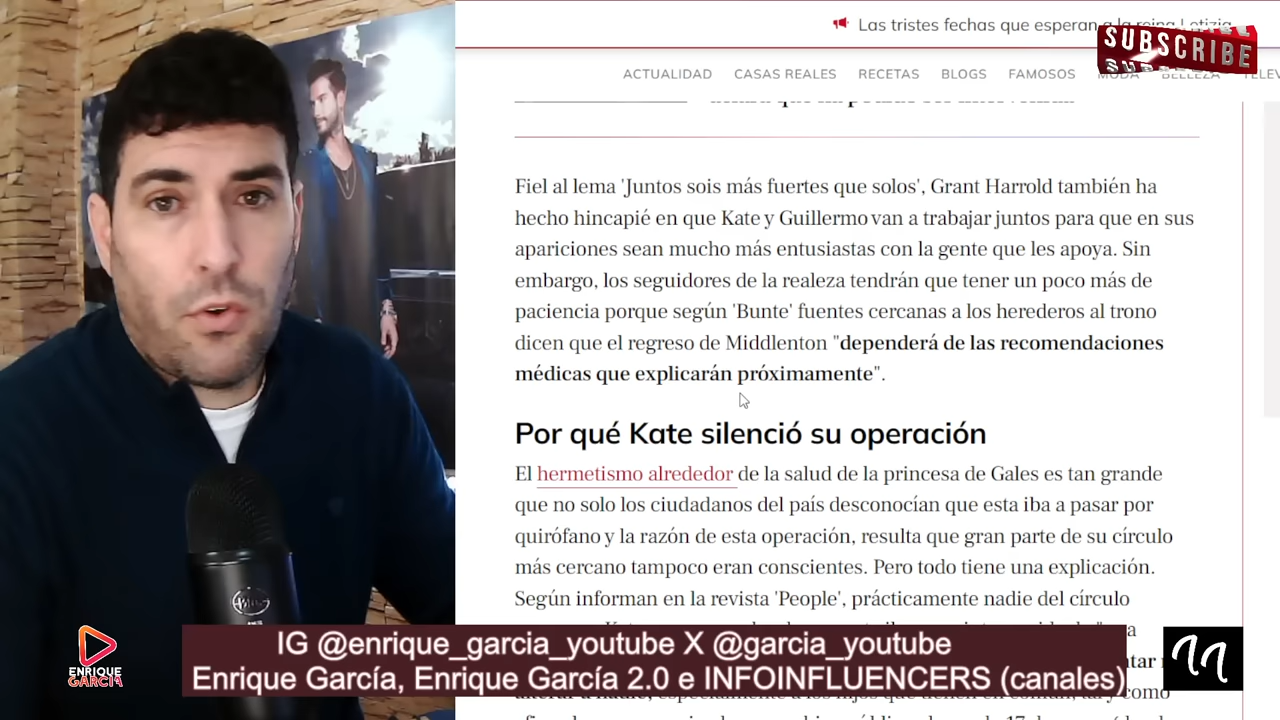 Las tristes fechas que esperan a la reina Letizia
SUBSCRIBE
ACTUALIDAD CASAS REALES RECETAS BLOGS FAMOSOS MODA BELLEZA
Fiel al lema 'Juntos sois más fuertes que solos', Grant Harrold también ha
hecho hincapié en que Kate y Guillermo van a trabajar juntos para que en sus
apariciones sean mucho más entusiastas con la gente que les apoya. Sin
embargo, los seguidores de la realeza tendrán que tener un poco más de
paciencia porque según 'Bunte' fuentes cercanas a los herederos al trono
dicen que el regreso de Middlenton "dependerá de las recomendaciones
médicas que explicarán próximamente".
Por qué Kate silenció su operación
El hermetismo alrededor de la salud de la princesa de Gales es tan grande
que no solo los ciudadanos del país desconocían que esta iba a pasar por
quirófano y la razón de esta operación, resulta que gran parte de su círculo
más cercano tampoco eran conscientes. Pero todo tiene una explicación.
Según informan en la revista 'People', prácticamente nadie del círculo
IG @enrique_garcia_youtube X @garcia_youtube
Enrique García, Enrique García 2.0 e INFOINFLUENCERS (canales)
ENRIQUE
GARCÍA